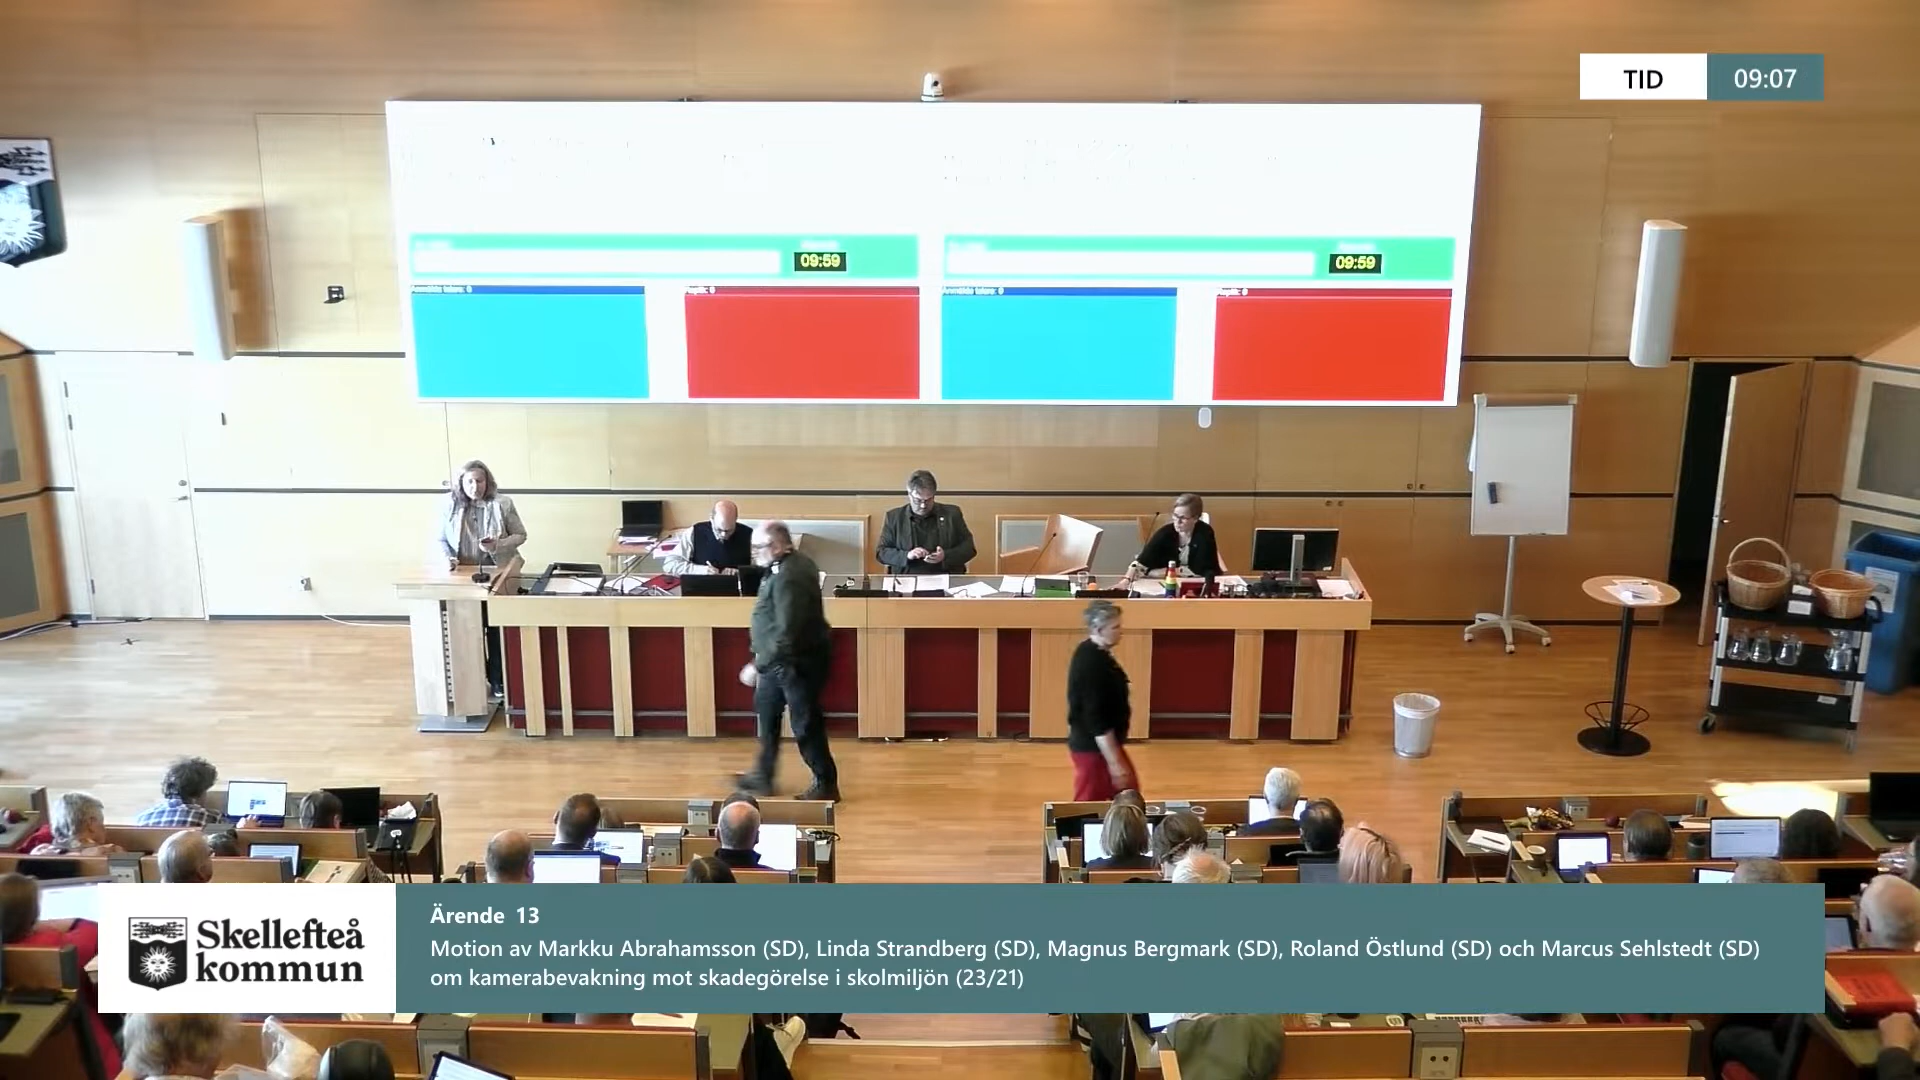 TID 09:07
09:59 09:59
Skellefteå
kommun
Ärende 13
Motion av Markku Abrahamsson (SD), Linda Strandberg (SD), Magnus Bergmark (SD), Roland Östlund (SD) och Marcus Sehlstedt (SD)
om kamerabevakning mot skadegörelse i skolmiljön (23/21)